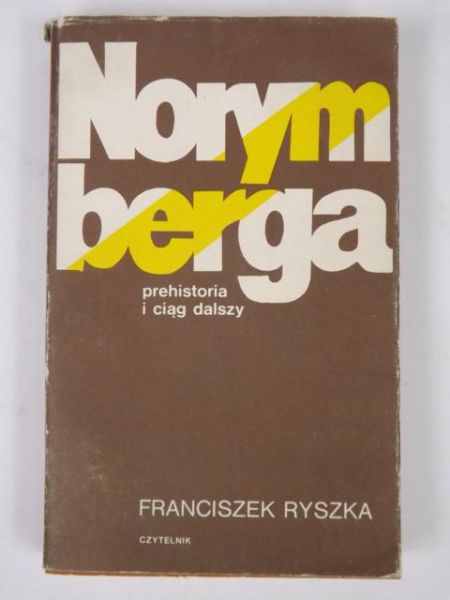 Norym
berga
prehistoria
i ciąg dalszy
FRANCISZEK RYSZKA
CZYTELNIK